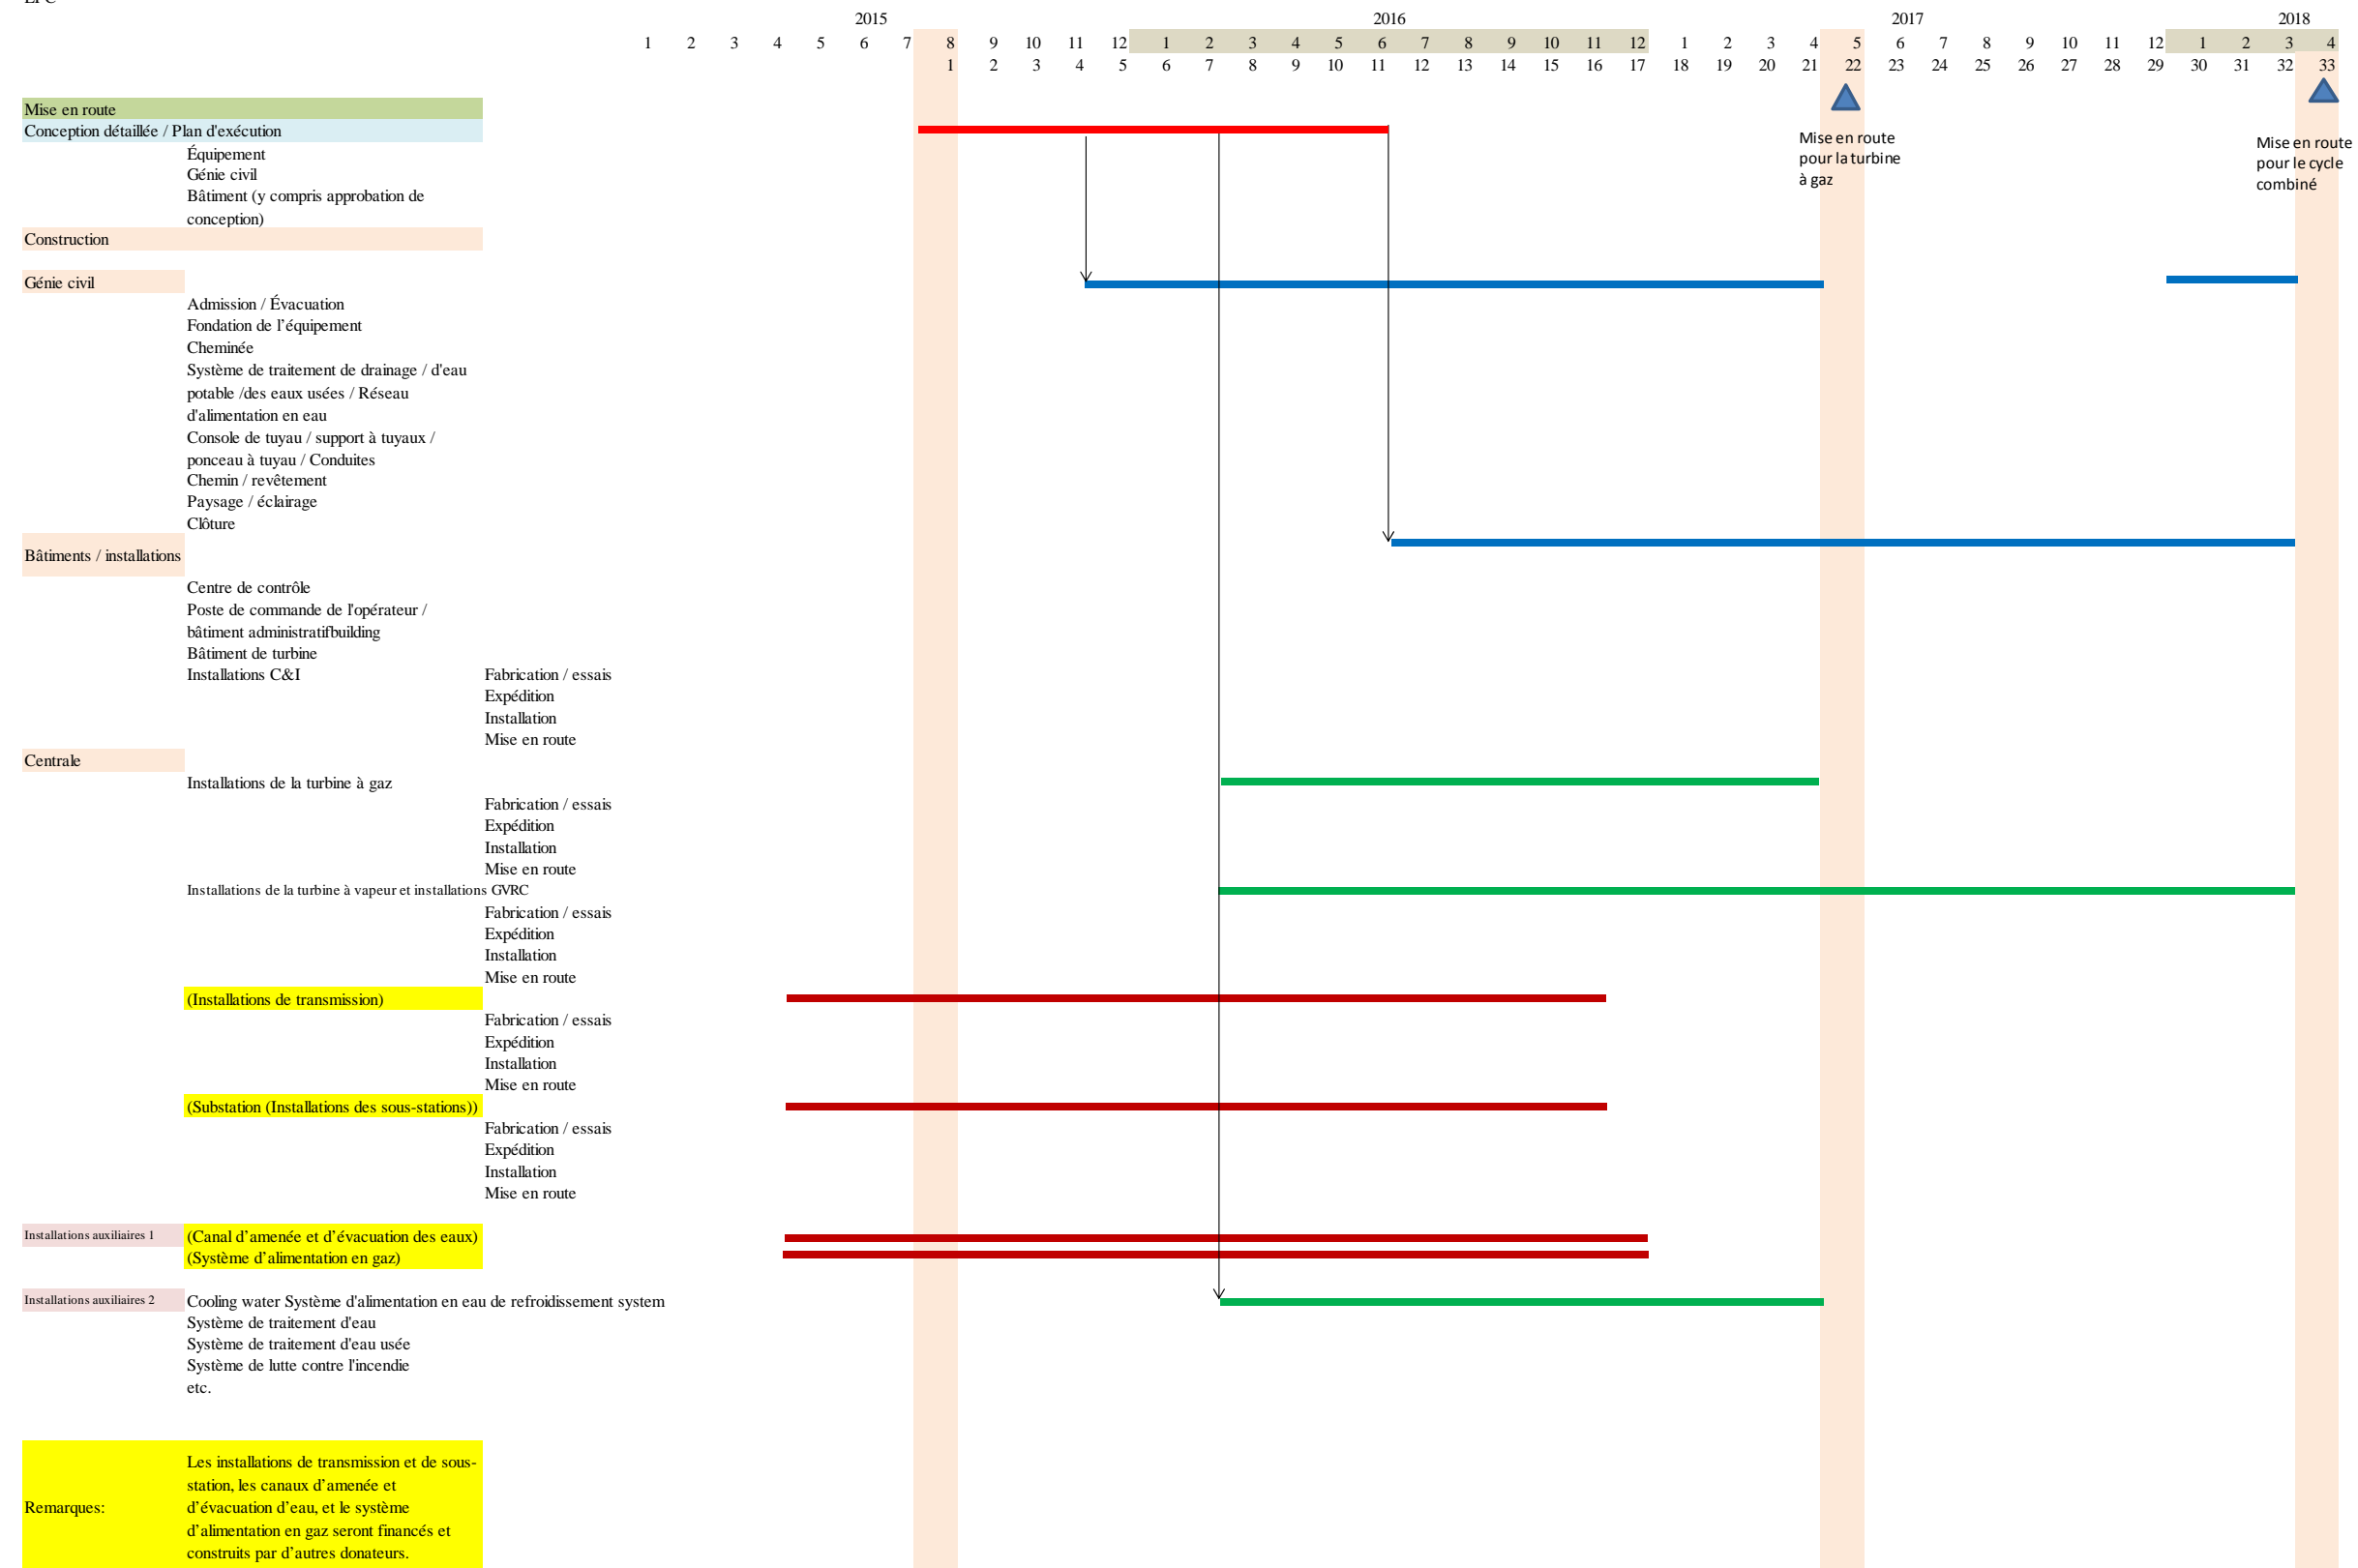 2015 2016 2017 2018
1 2 3 4 5 6 7 8 9 10 11 12 1 2 3 4 5 6 7 8 9 10 11 12 1 2 3 4 5 6 7 8 9 10 11 12 1 2 3 4
1 2 3 4 5 6 7 8 9 10 11 12 13 14 15 16 17 18 19 20 21 22 23 24 25 26 27 28 29 30 31 32 33
Mise en route
Conception détaillée / Plan d'exécution
Mise en route
pour la turbine
à gaz
Mise en route
pour le cycle
combiné
Équipement
Génie civil
Bâtiment (y compris approbation de
conception)
Construction
Génie civil
Admission / Évacuation
Fondation de l’équipement
Cheminée
Système de traitement de drainage / d'eau
potable /des eaux usées / Réseau
d'alimentation en eau
Console de tuyau / support à tuyaux /
ponceau à tuyau / Conduites
Chemin / revêtement
Paysage / éclairage
Clôture
Bâtiments / installations
Centre de contrôle
Poste de commande de l'opérateur /
bâtiment administratifbuilding
Bâtiment de turbine
Installations C&I Fabrication / essais
Expédition
Installation
Mise en route
Centrale
Installations de la turbine à gaz
Fabrication / essais
Expédition
Installation
Mise en route
Installations de la turbine à vapeur et installations GVRC
Fabrication / essais
Expédition
Installation
Mise en route
(Installations de transmission)
Fabrication / essais
Expédition
Installation
Mise en route
(Substation (Installations des sous-stations))
Fabrication / essais
Expédition
Installation
Mise en route
Installations auxiliaires 1 (Canal d’amenée et d’évacuation des eaux)
(Système d’alimentation en gaz)
Installations auxiliaires 2 Cooling water Système d'alimentation en eau de refroidissement system
Système de traitement d'eau
Système de traitement d'eau usée
Système de lutte contre l'incendie
etc.
Remarques:
Les installations de transmission et de sous-
station, les canaux d’amenée et
d’évacuation d’eau, et le système
d’alimentation en gaz seront financés et
construits par d’autres donateurs.